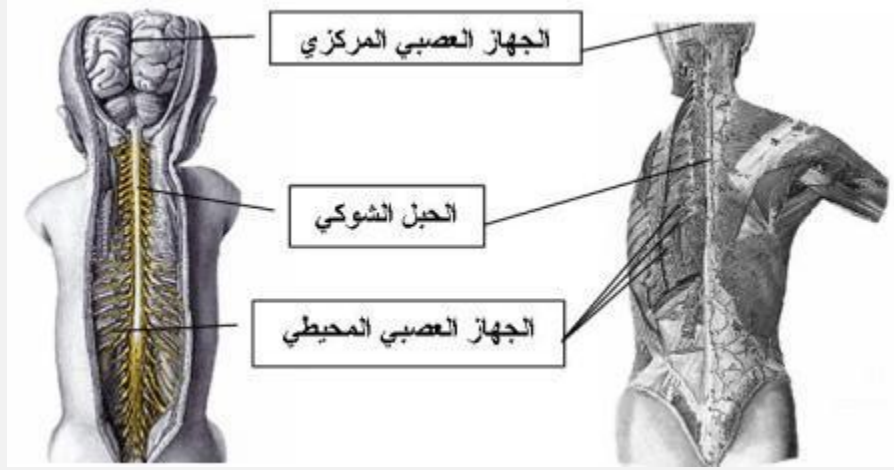 الجهاز العصبي المركزي
الحبل الشوكي
الجهاز العصبي المحيطي